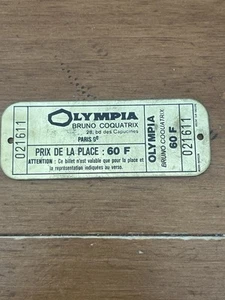 021611
OLYMPIA
BRUNO COQUATRIX
28, bd des Capucines
PARIS 9e
PRIX DE LA PLACE : 60 F
ATTENTION : Ce billet n'est valable que pour la place et
la représentation indiquées au verso.
OLYMPIA
BRUNO COQUATRIX
60 F
021611